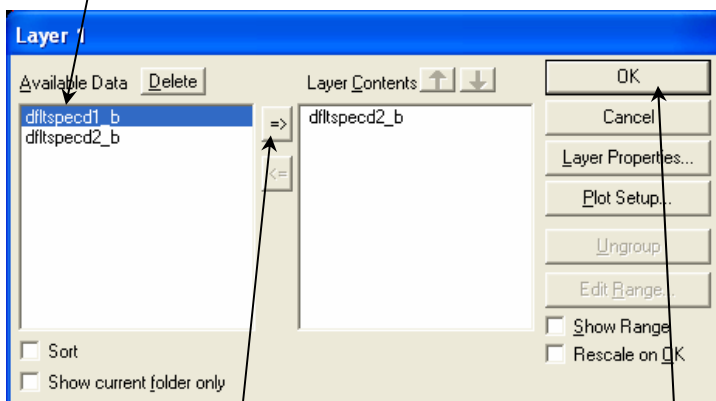 Layer 1
Available Data Delete
Layer Contents
OK
dfltspecd1_b
dfltspecd2_b
=>
<=
dfltspecd2_b
Cancel
Layer Properties...
Plot Setup...
Ungroup
Edit Range...
Show Range
Rescale on OK
Sort
Show current folder only